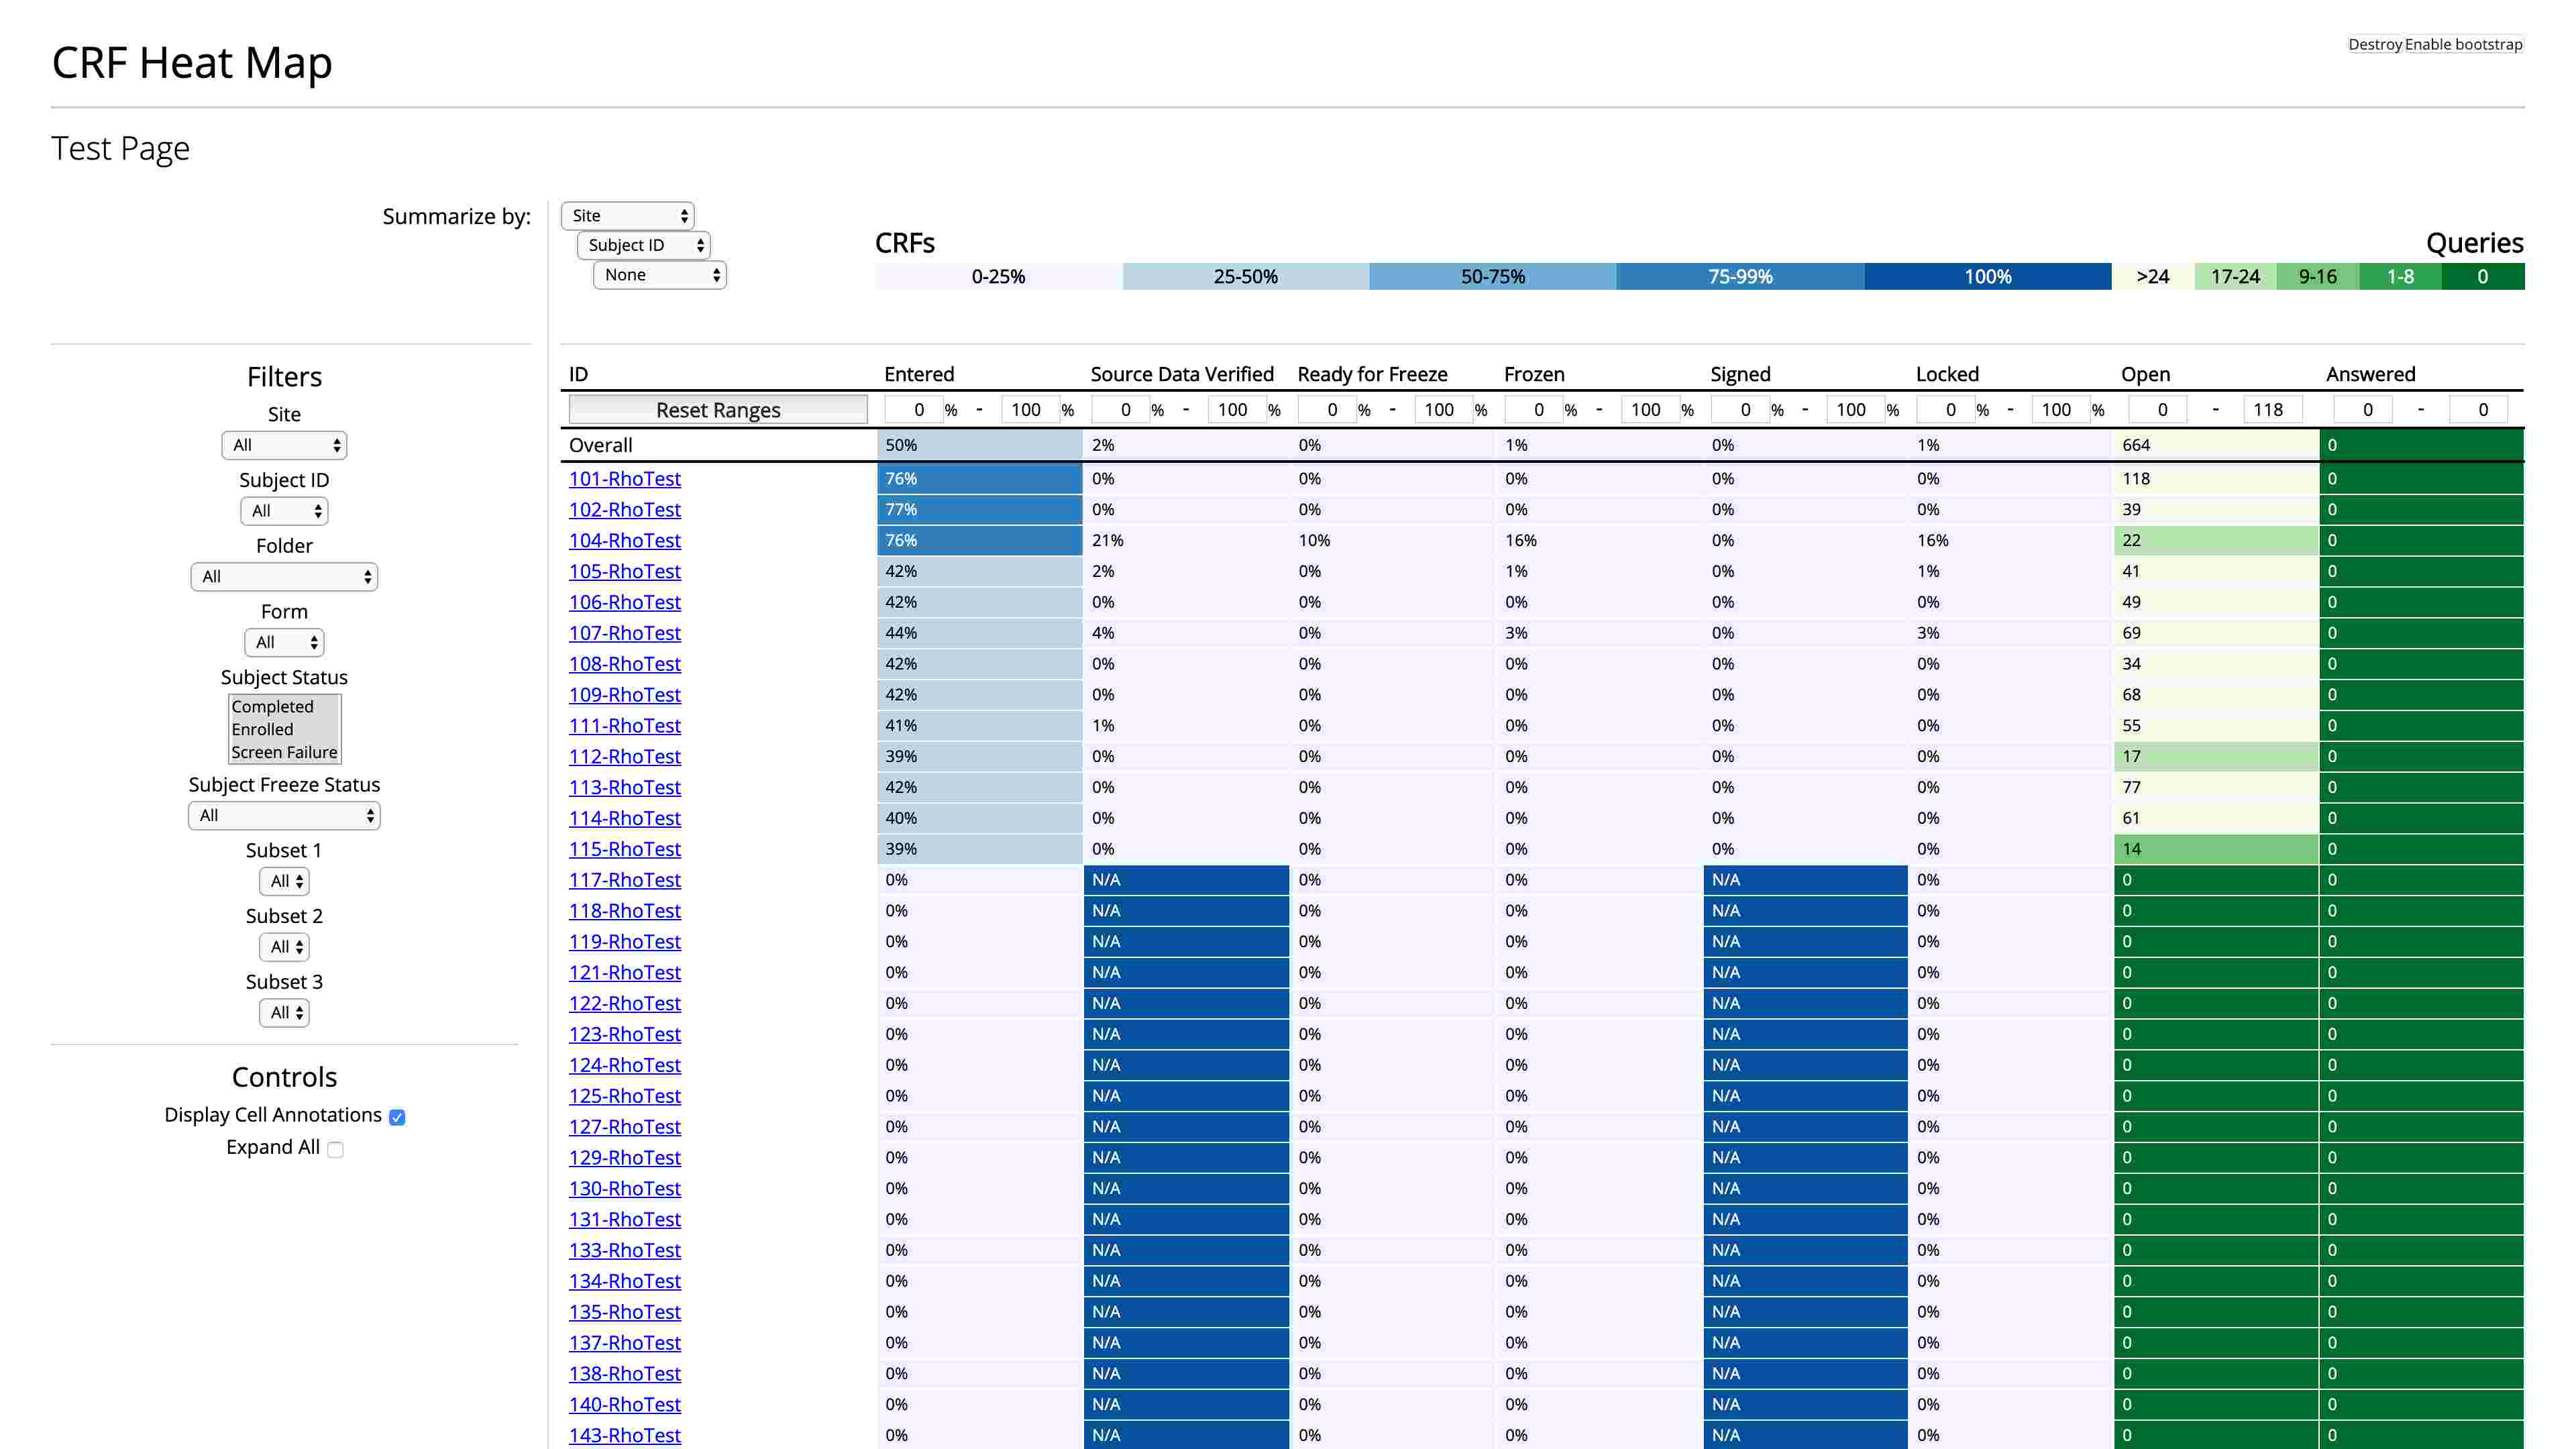 CRF Heat Map
Destroy Enable bootstrap
Test Page
Summarize by:
Site
Subject ID
None
CRFs
Queries
0-25% 25-50% 50-75% 75-99% 100% >24 17-24 9-16 1-8 0
Filters
Site
All
Subject ID
All
Folder
All
Form
All
Subject Status
Completed
Enrolled
Screen Failure
Subject Freeze Status
All
Subset 1
All
Subset 2
All
Subset 3
All
Controls
Display Cell Annotations
Expand All
ID Entered Source Data Verified Ready for Freeze Frozen Signed Locked Open Answered
Reset Ranges 0 % - 100 % 0 % - 100 % 0 % - 100 % 0 % - 100 % 0 % - 100 % 0 % - 100 % 0 - 118 0 - 0
Overall 50% 2% 0% 1% 0% 1% 664 0
101-RhoTest 76% 0% 0% 0% 0% 0% 118 0
102-RhoTest 77% 0% 0% 0% 0% 0% 39 0
104-RhoTest 76% 21% 10% 16% 0% 16% 22 0
105-RhoTest 42% 2% 0% 1% 0% 1% 41 0
106-RhoTest 42% 0% 0% 0% 0% 0% 49 0
107-RhoTest 44% 4% 0% 3% 0% 3% 69 0
108-RhoTest 42% 0% 0% 0% 0% 0% 34 0
109-RhoTest 42% 0% 0% 0% 0% 0% 68 0
111-RhoTest 41% 1% 0% 0% 0% 0% 55 0
112-RhoTest 39% 0% 0% 0% 0% 0% 17 0
113-RhoTest 42% 0% 0% 0% 0% 0% 77 0
114-RhoTest 40% 0% 0% 0% 0% 0% 61 0
115-RhoTest 39% 0% 0% 0% 0% 0% 14 0
117-RhoTest 0% N/A 0% 0% N/A 0% 0 0
118-RhoTest 0% N/A 0% 0% N/A 0% 0 0
119-RhoTest 0% N/A 0% 0% N/A 0% 0 0
121-RhoTest 0% N/A 0% 0% N/A 0% 0 0
122-RhoTest 0% N/A 0% 0% N/A 0% 0 0
123-RhoTest 0% N/A 0% 0% N/A 0% 0 0
124-RhoTest 0% N/A 0% 0% N/A 0% 0 0
125-RhoTest 0% N/A 0% 0% N/A 0% 0 0
127-RhoTest 0% N/A 0% 0% N/A 0% 0 0
129-RhoTest 0% N/A 0% 0% N/A 0% 0 0
130-RhoTest 0% N/A 0% 0% N/A 0% 0 0
131-RhoTest 0% N/A 0% 0% N/A 0% 0 0
133-RhoTest 0% N/A 0% 0% N/A 0% 0 0
134-RhoTest 0% N/A 0% 0% N/A 0% 0 0
135-RhoTest 0% N/A 0% 0% N/A 0% 0 0
137-RhoTest 0% N/A 0% 0% N/A 0% 0 0
138-RhoTest 0% N/A 0% 0% N/A 0% 0 0
140-RhoTest 0% N/A 0% 0% N/A 0% 0 0
143-RhoTest 0% N/A 0% 0% N/A 0% 0 0